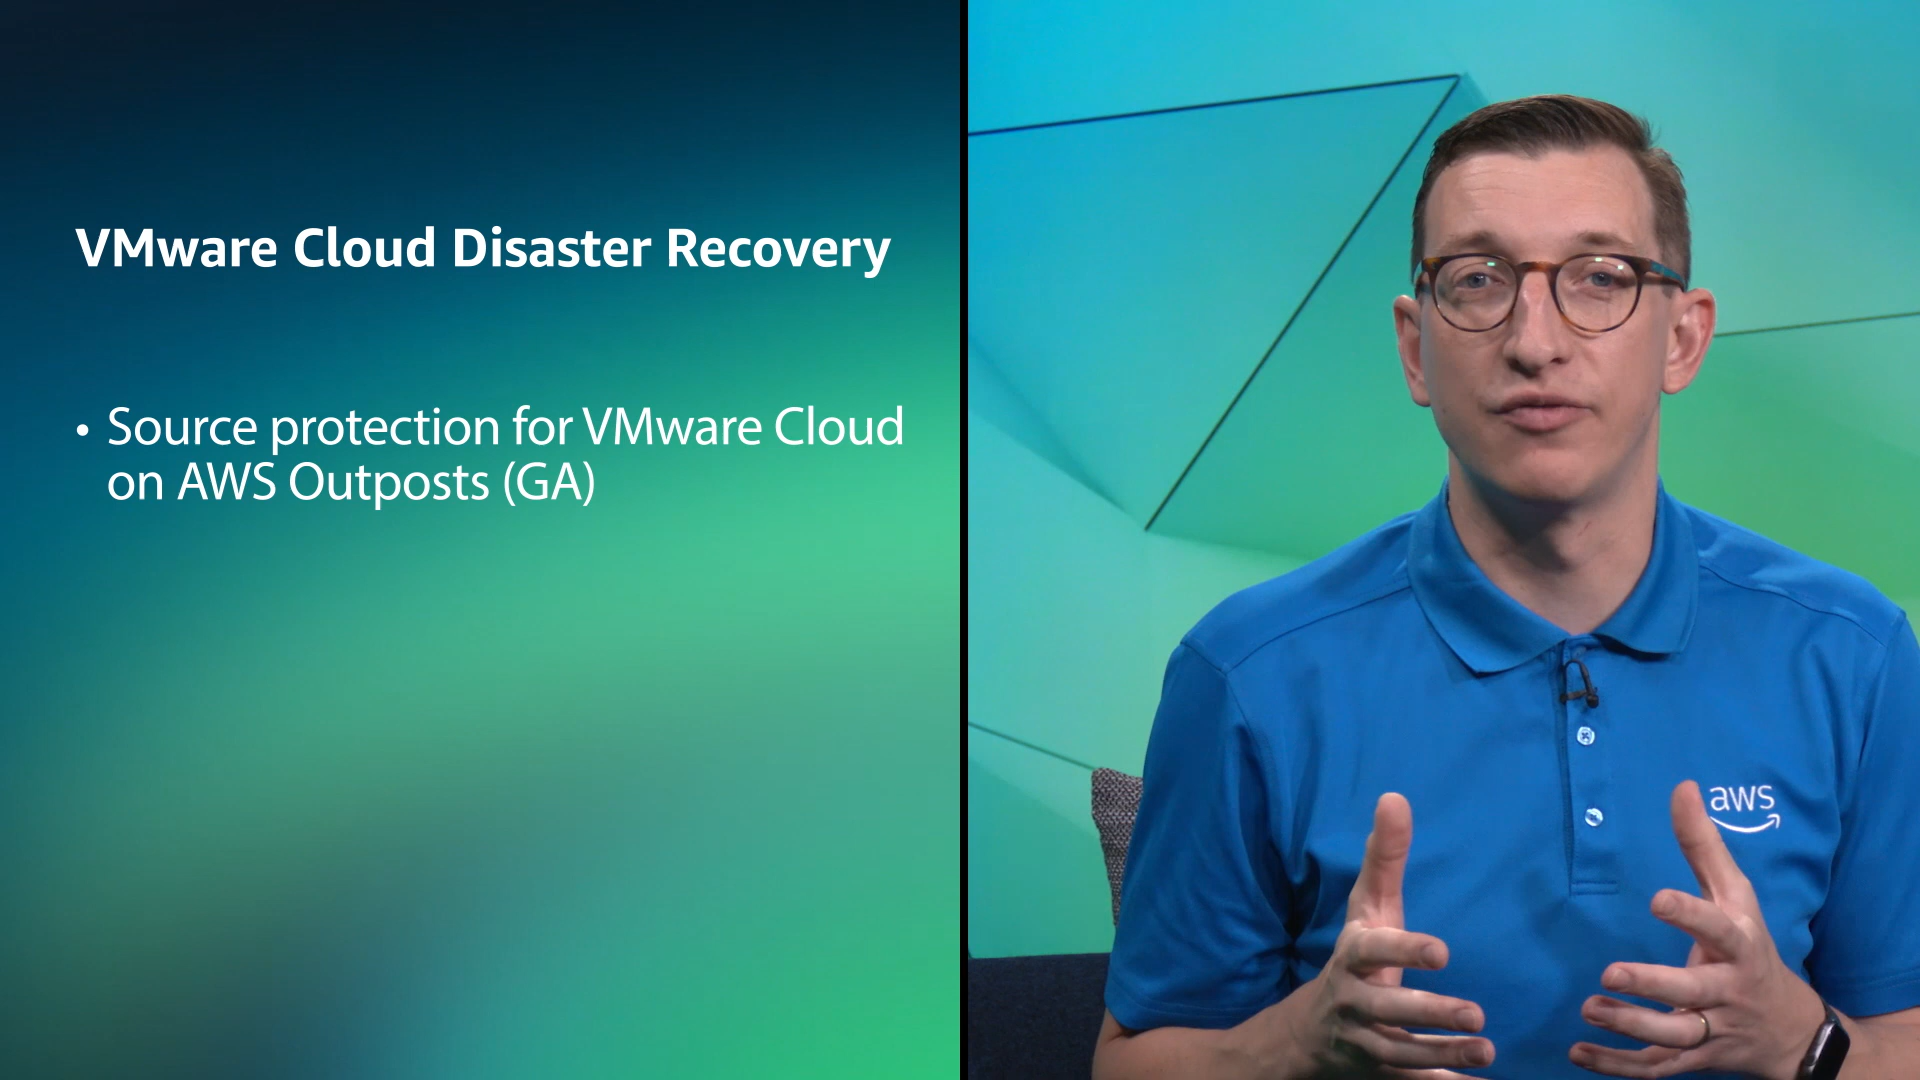 VMware Cloud Disaster Recovery
• Source protection for VMware Cloud
on AWS Outposts (GA)
aws